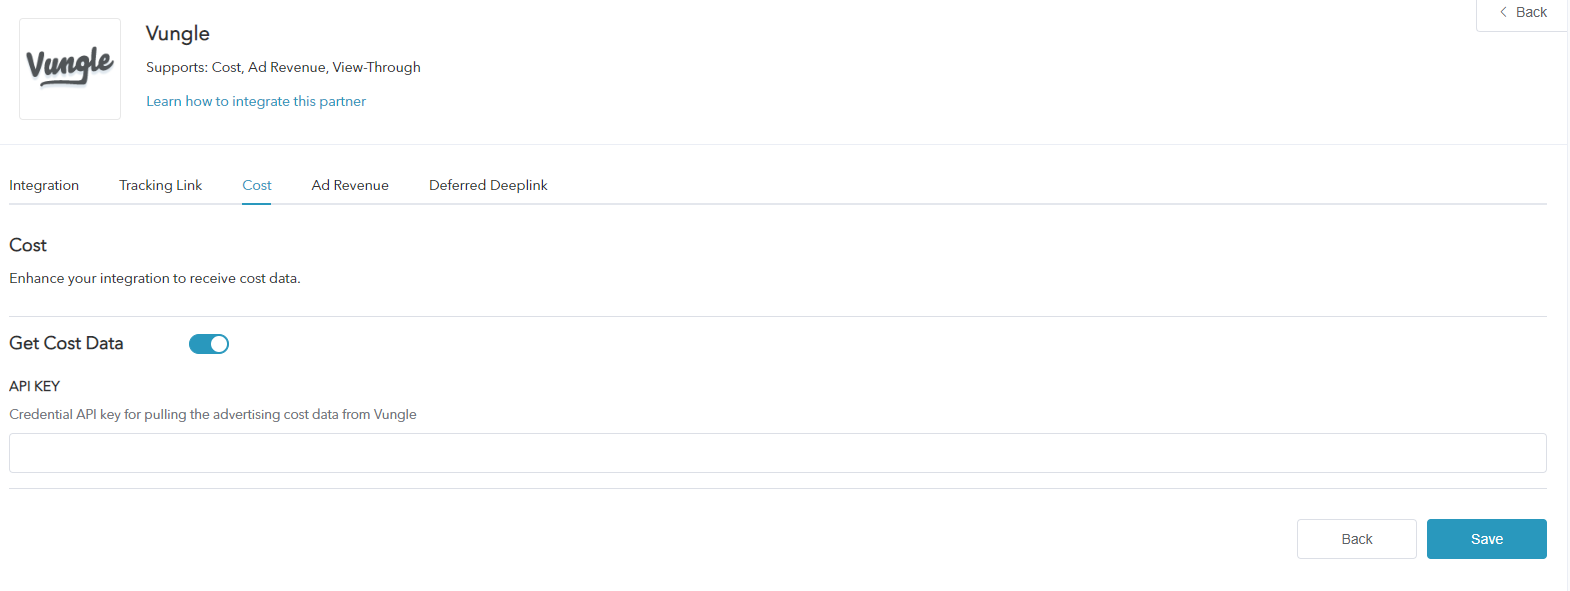 Back
Vungle
Vungle
Supports: Cost, Ad Revenue, View-Through
Learn how to integrate this partner
Integration Tracking Link Cost Ad Revenue Deferred Deeplink
Cost
Enhance your integration to receive cost data.
Get Cost Data
API KEY
Credential API key for pulling the advertising cost data from Vungle
Back Save